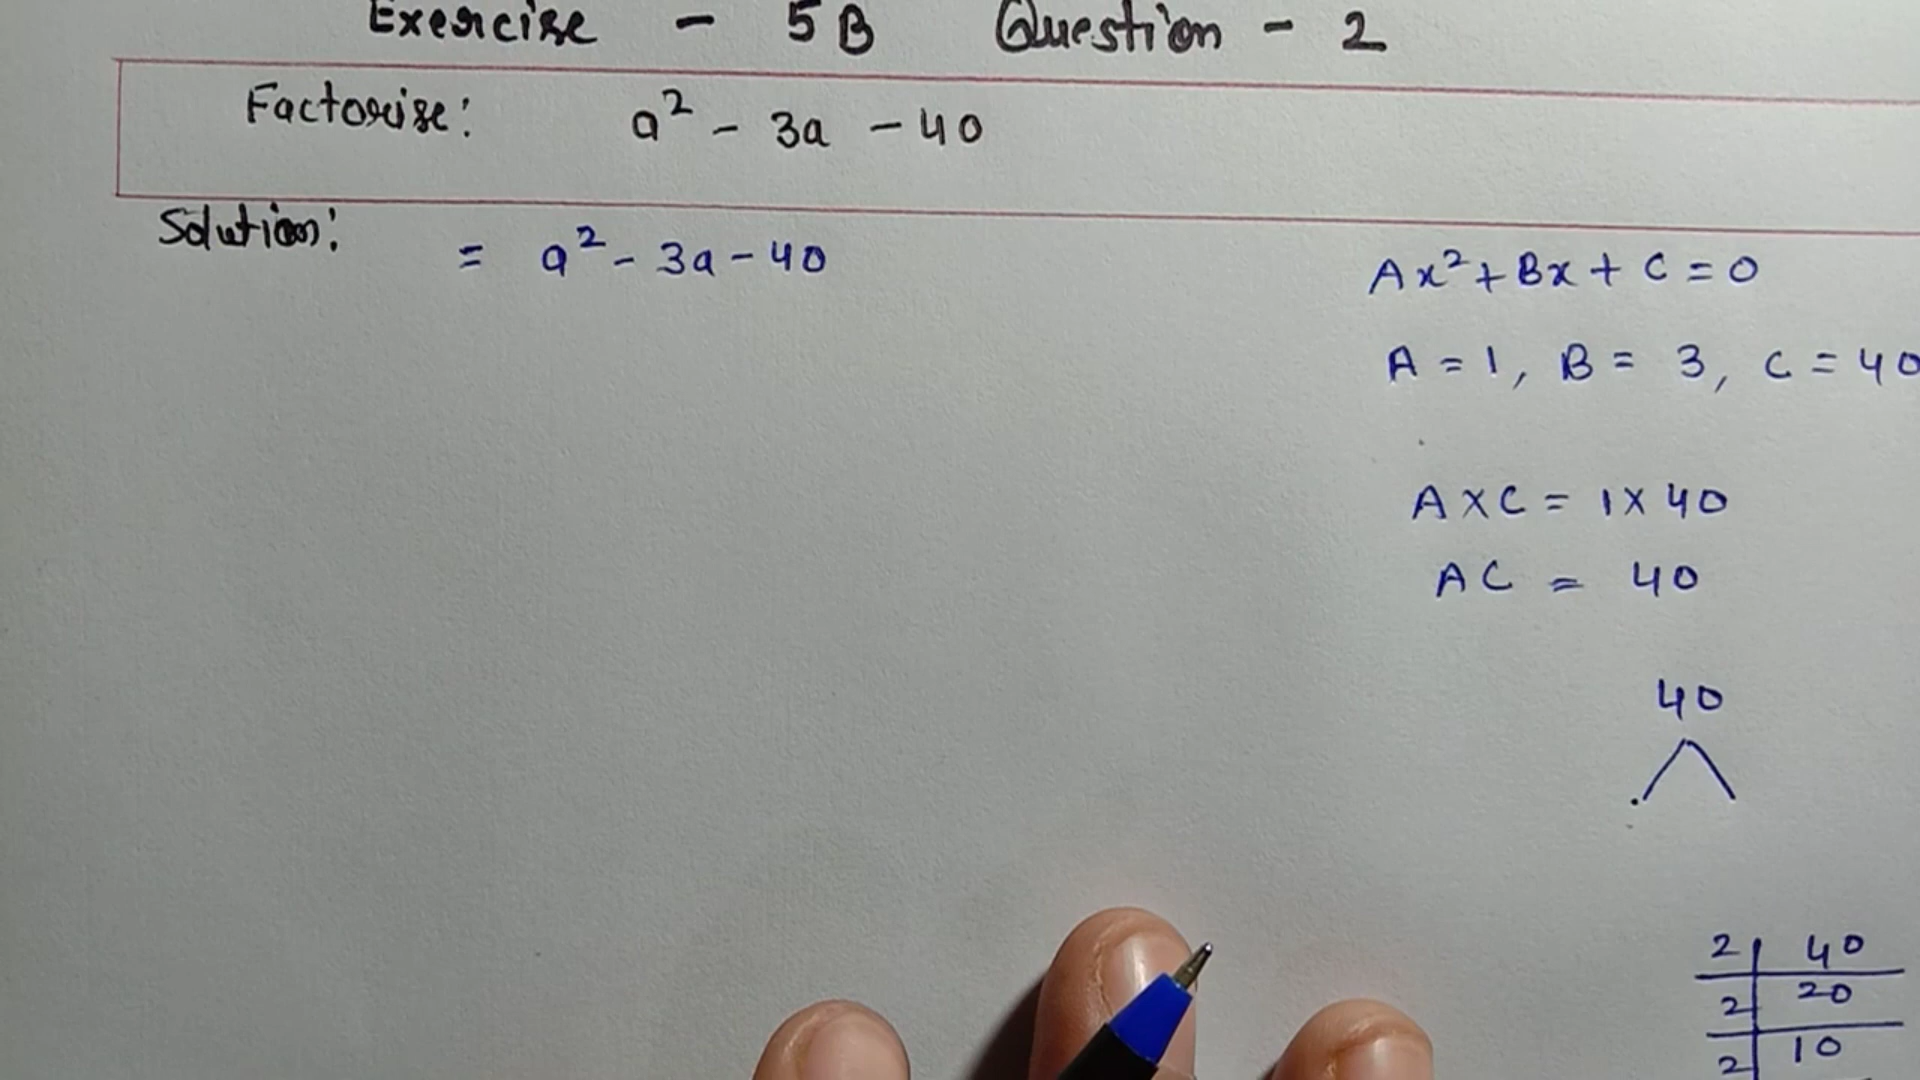 Exercise - 5B Question - 2
Factorise: a² - 3a - 40
Solution: = a² - 3a - 40
Ax² + Bx + C = 0
A = 1, B = 3, C = 40
A X C = 1 X 40
AC = 40
40
2 | 40
2 | 20
2 | 10